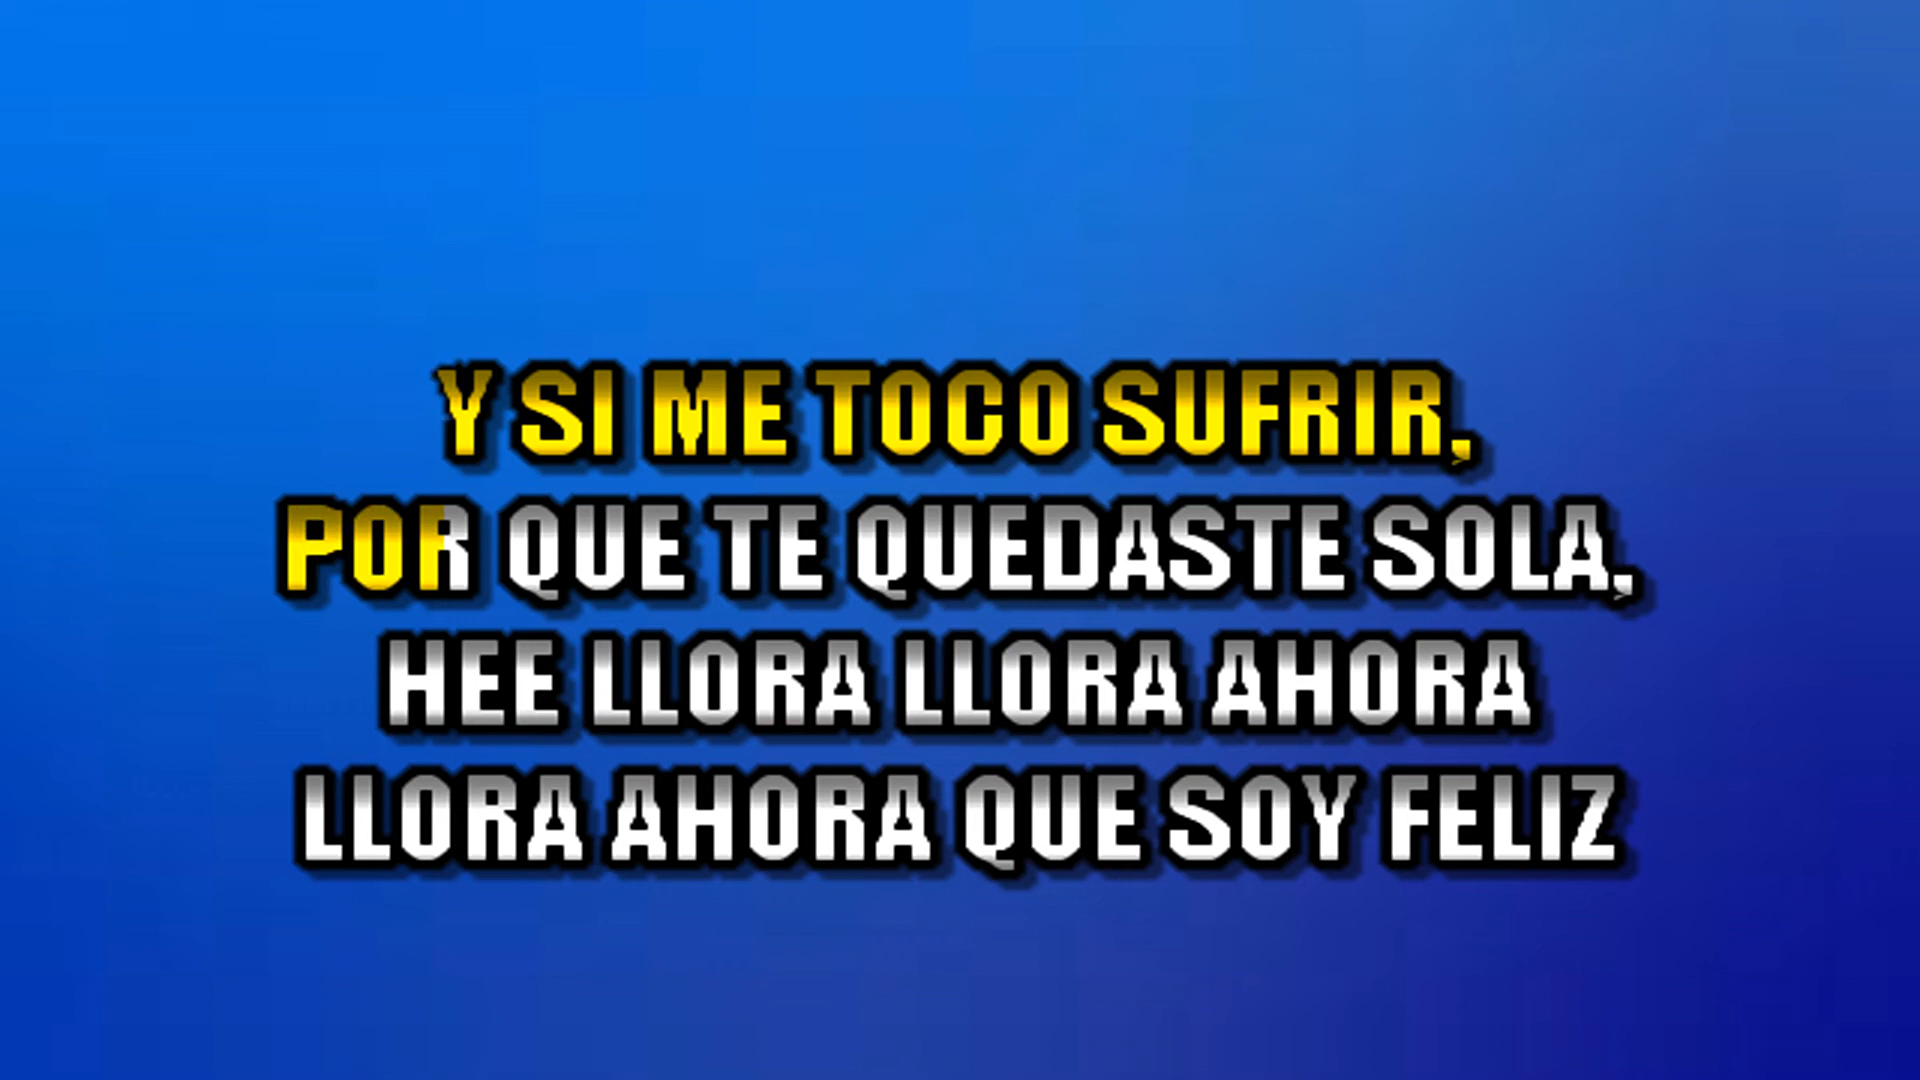 Y SI ME TOCO SUFRIR,
POR QUE TE QUEDASTE SOLA,
HEE LLORA LLORA AHORA
LLORA AHORA QUE SOY FELIZ